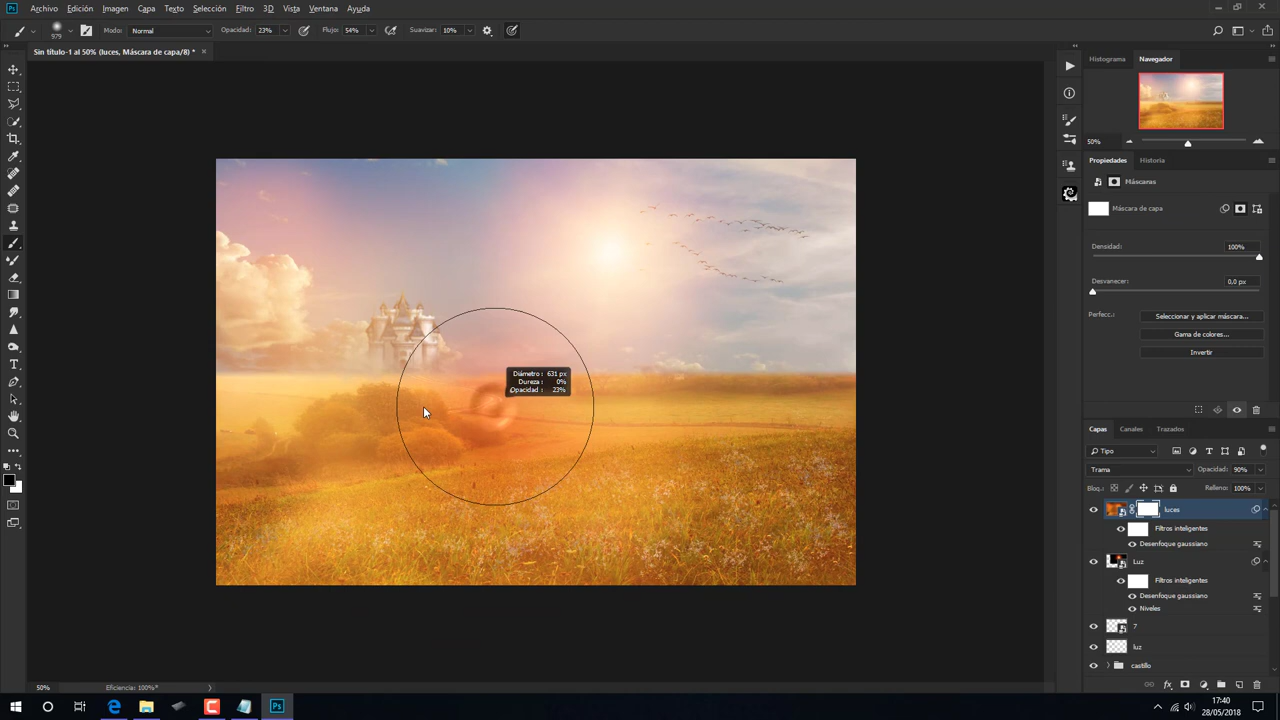 Ps Archivo Edición Imagen Capa Texto Selección Filtro 3D Vista Ventana Ayuda
979 Modo: Normal Opacidad: 23% Flujo: 54% Suavizar: 10%
Sin título-1 al 50% (luces, Máscara de capa/8) * ×
Histograma Navegador
50%
Propiedades Historia
Máscaras
Máscara de capa
Densidad: 100%
Desvanecer: 0,0 px
Perfecc.: Seleccionar y aplicar máscara...
Gama de colores...
Invertir
Diámetro : 631 px
Dureza : 0%
Opacidad : 23%
Capas Canales Trazados
Tipo
Trama Opacidad: 90%
Bloq.: Relleno: 100%
luces
Filtros inteligentes
Desenfoque gaussiano
Luz
Filtros inteligentes
Desenfoque gaussiano
Niveles
7
luz
castillo
50% Eficiencia: 100%*
fx
Ps
17:40
28/05/2018